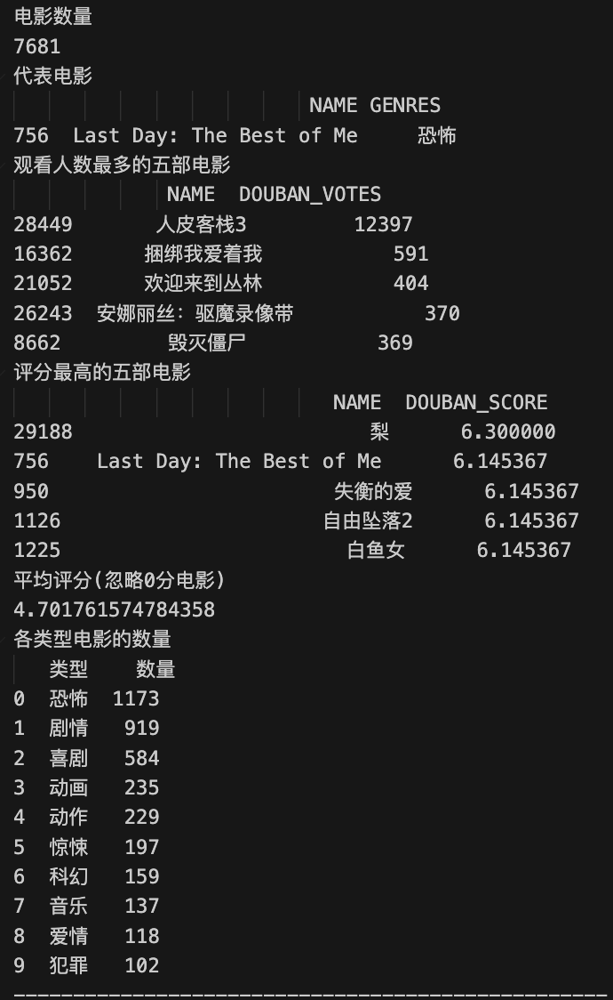 电影数量
7681
代表电影
NAME GENRES
756 Last Day: The Best of Me 恐怖
观看人数最多的五部电影
NAME DOUBAN_VOTES
28449 人皮客栈3 12397
16362 捆绑我爱着我 591
21052 欢迎来到丛林 404
26243 安娜丽丝：驱魔录像带 370
8662 毁灭僵尸 369
评分最高的五部电影
NAME DOUBAN_SCORE
29188 梨 6.300000
756 Last Day: The Best of Me 6.145367
950 失衡的爱 6.145367
1126 自由坠落2 6.145367
1225 白鱼女 6.145367
平均评分(忽略0分电影)
4.701761574784358
各类型电影的数量
类型 数量
0 恐怖 1173
1 剧情 919
2 喜剧 584
3 动画 235
4 动作 229
5 惊悚 197
6 科幻 159
7 音乐 137
8 爱情 118
9 犯罪 102